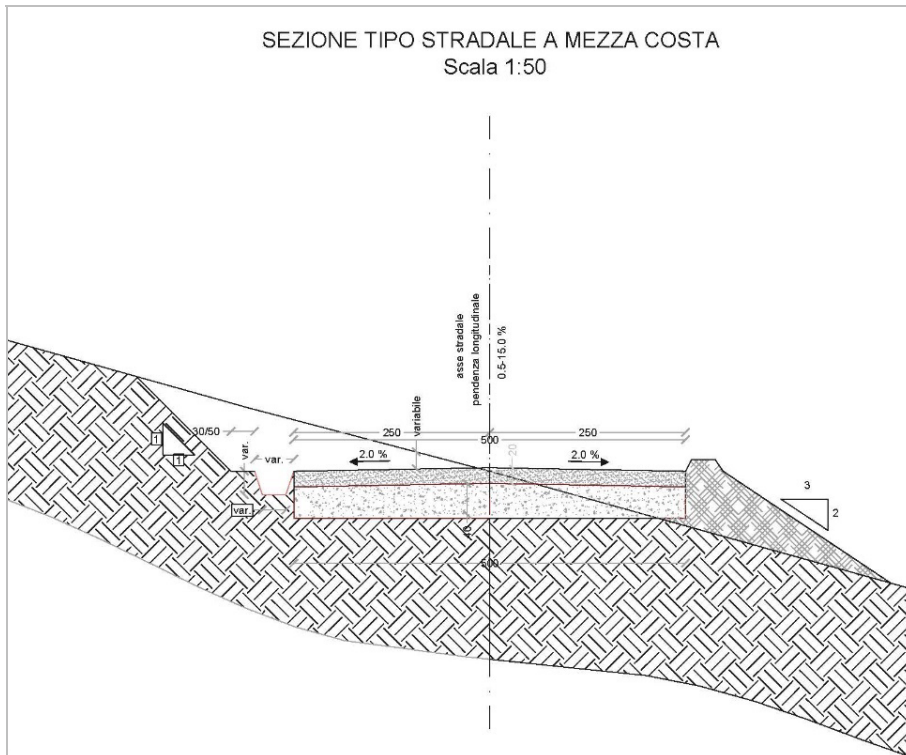 SEZIONE TIPO STRADALE A MEZZA COSTA
Scala 1:50
asse stradale
pendenza longitudinale
0.5-15.0 %
variabile
30/50
250
250
500
20
2.0 %
2.0 %
1
1
var.
var.
var.
3
2
40
500